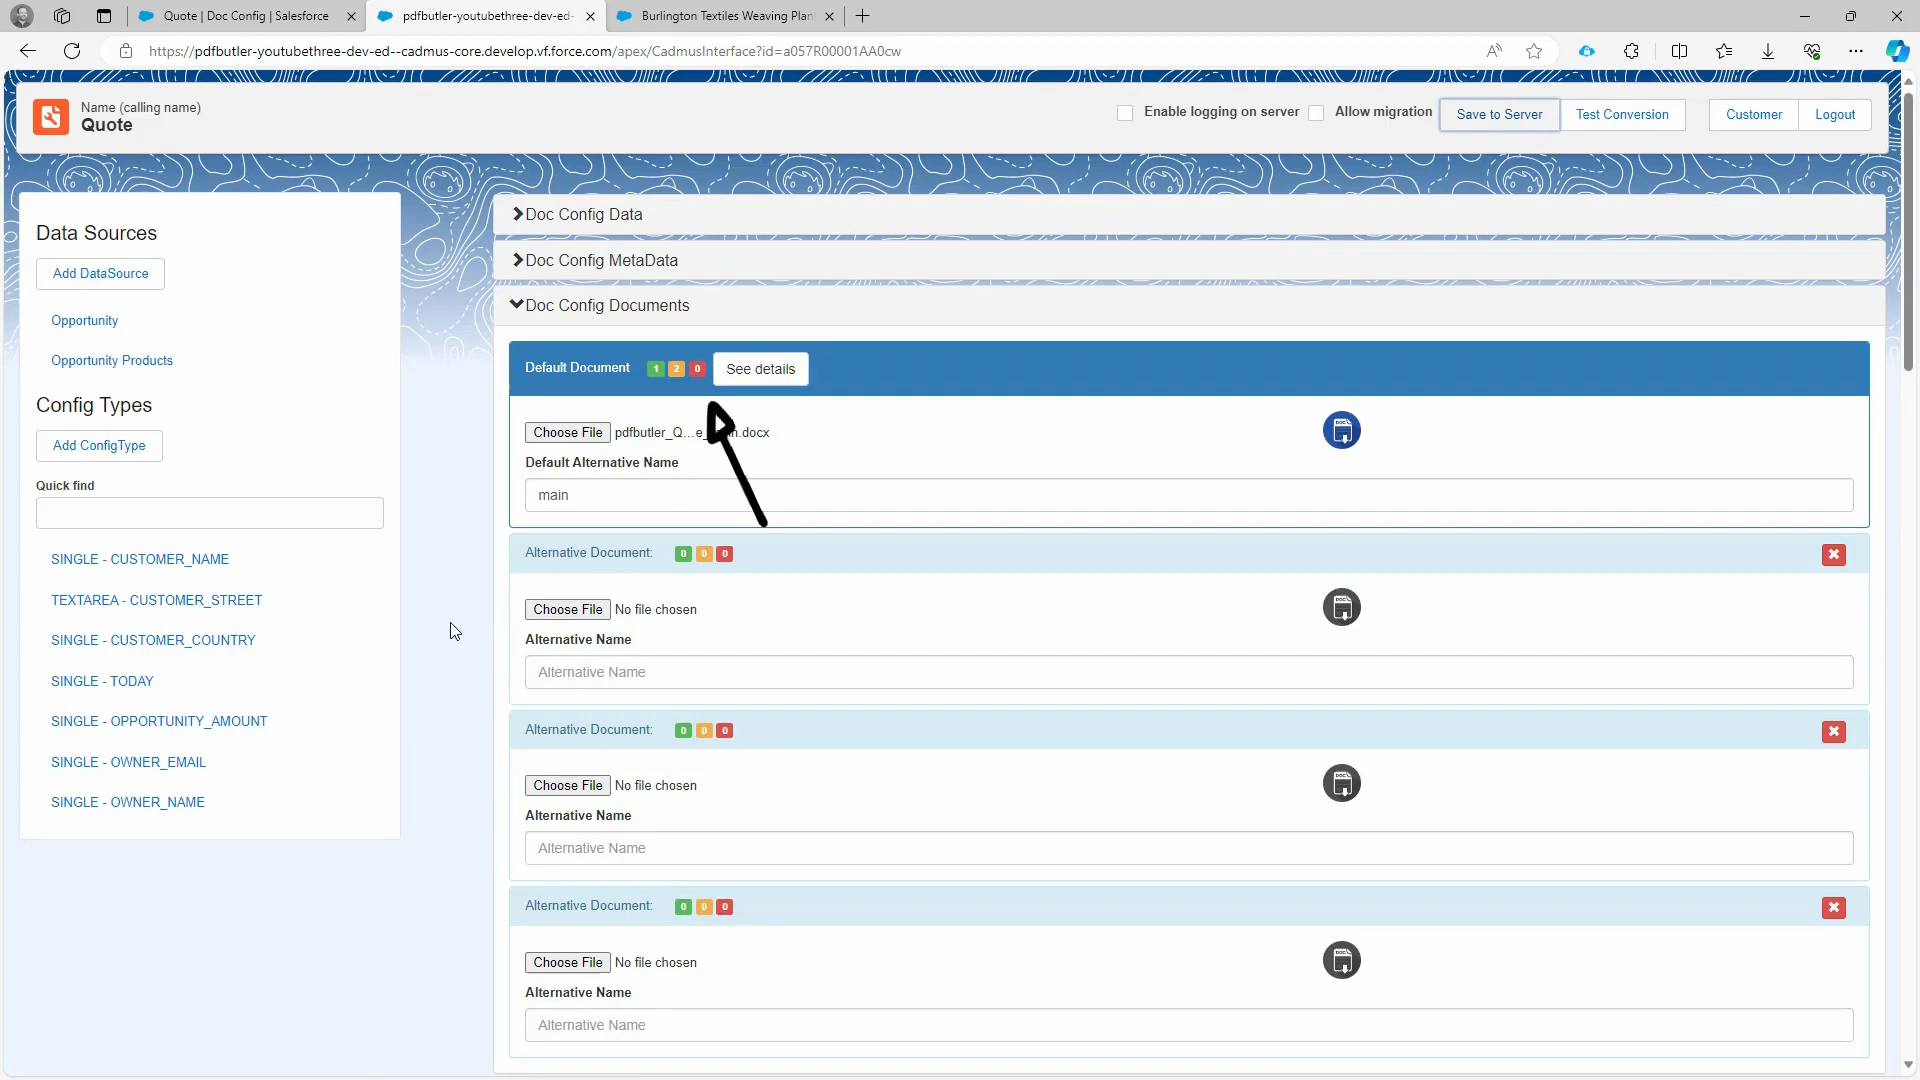 Quote | Doc Config | Salesforce
pdfbutler-youtubethree-dev-ed-
Burlington Textiles Weaving Plan
https://pdfbutler-youtubethree-dev-ed--cadmus-core.develop.vf.force.com/apex/CadmusInterface?id=a057R00001AA0cw
Name (calling name)
Quote
Enable logging on server
Allow migration
Save to Server
Test Conversion
Customer
Logout
Data Sources
Add DataSource
Opportunity
Opportunity Products
Config Types
Add ConfigType
Quick find
SINGLE - CUSTOMER_NAME
TEXTAREA - CUSTOMER_STREET
SINGLE - CUSTOMER_COUNTRY
SINGLE - TODAY
SINGLE - OPPORTUNITY_AMOUNT
SINGLE - OWNER_EMAIL
SINGLE - OWNER_NAME
Doc Config Data
Doc Config MetaData
Doc Config Documents
Default Document 1 2 0 See details
Choose File pdfbutler_Q...e_ n.docx
Default Alternative Name
main
Alternative Document: 0 0 0
Choose File No file chosen
Alternative Name
Alternative Name
Alternative Document: 0 0 0
Choose File No file chosen
Alternative Name
Alternative Name
Alternative Document: 0 0 0
Choose File No file chosen
Alternative Name
Alternative Name